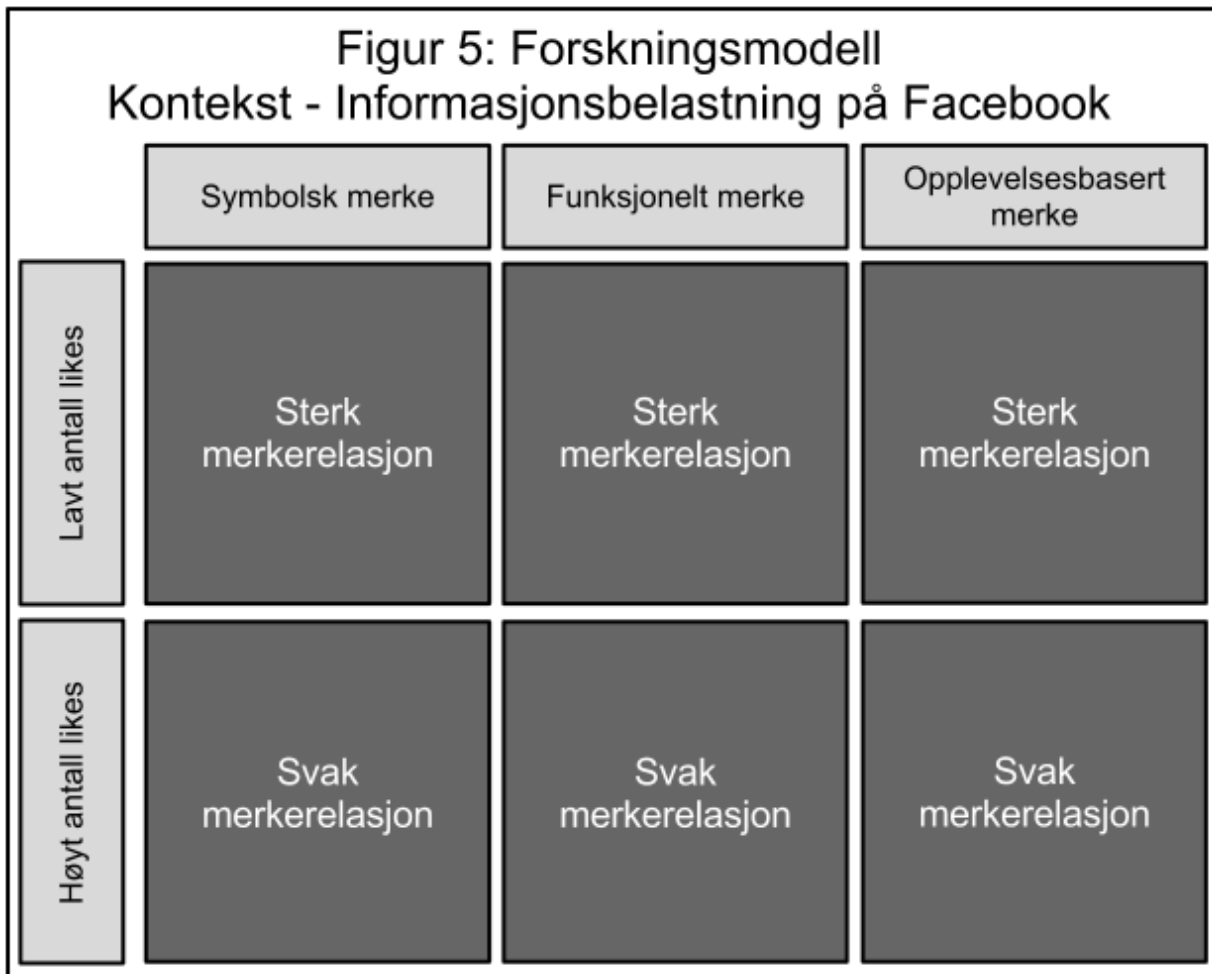 Figur 5: Forskningsmodell
Kontekst - Informasjonsbelastning på Facebook
Symbolsk merke
Funksjonelt merke
Opplevelsesbasert
merke
Lavt antall likes
Sterk
merkerelasjon
Sterk
merkerelasjon
Sterk
merkerelasjon
Høyt antall likes
Svak
merkerelasjon
Svak
merkerelasjon
Svak
merkerelasjon